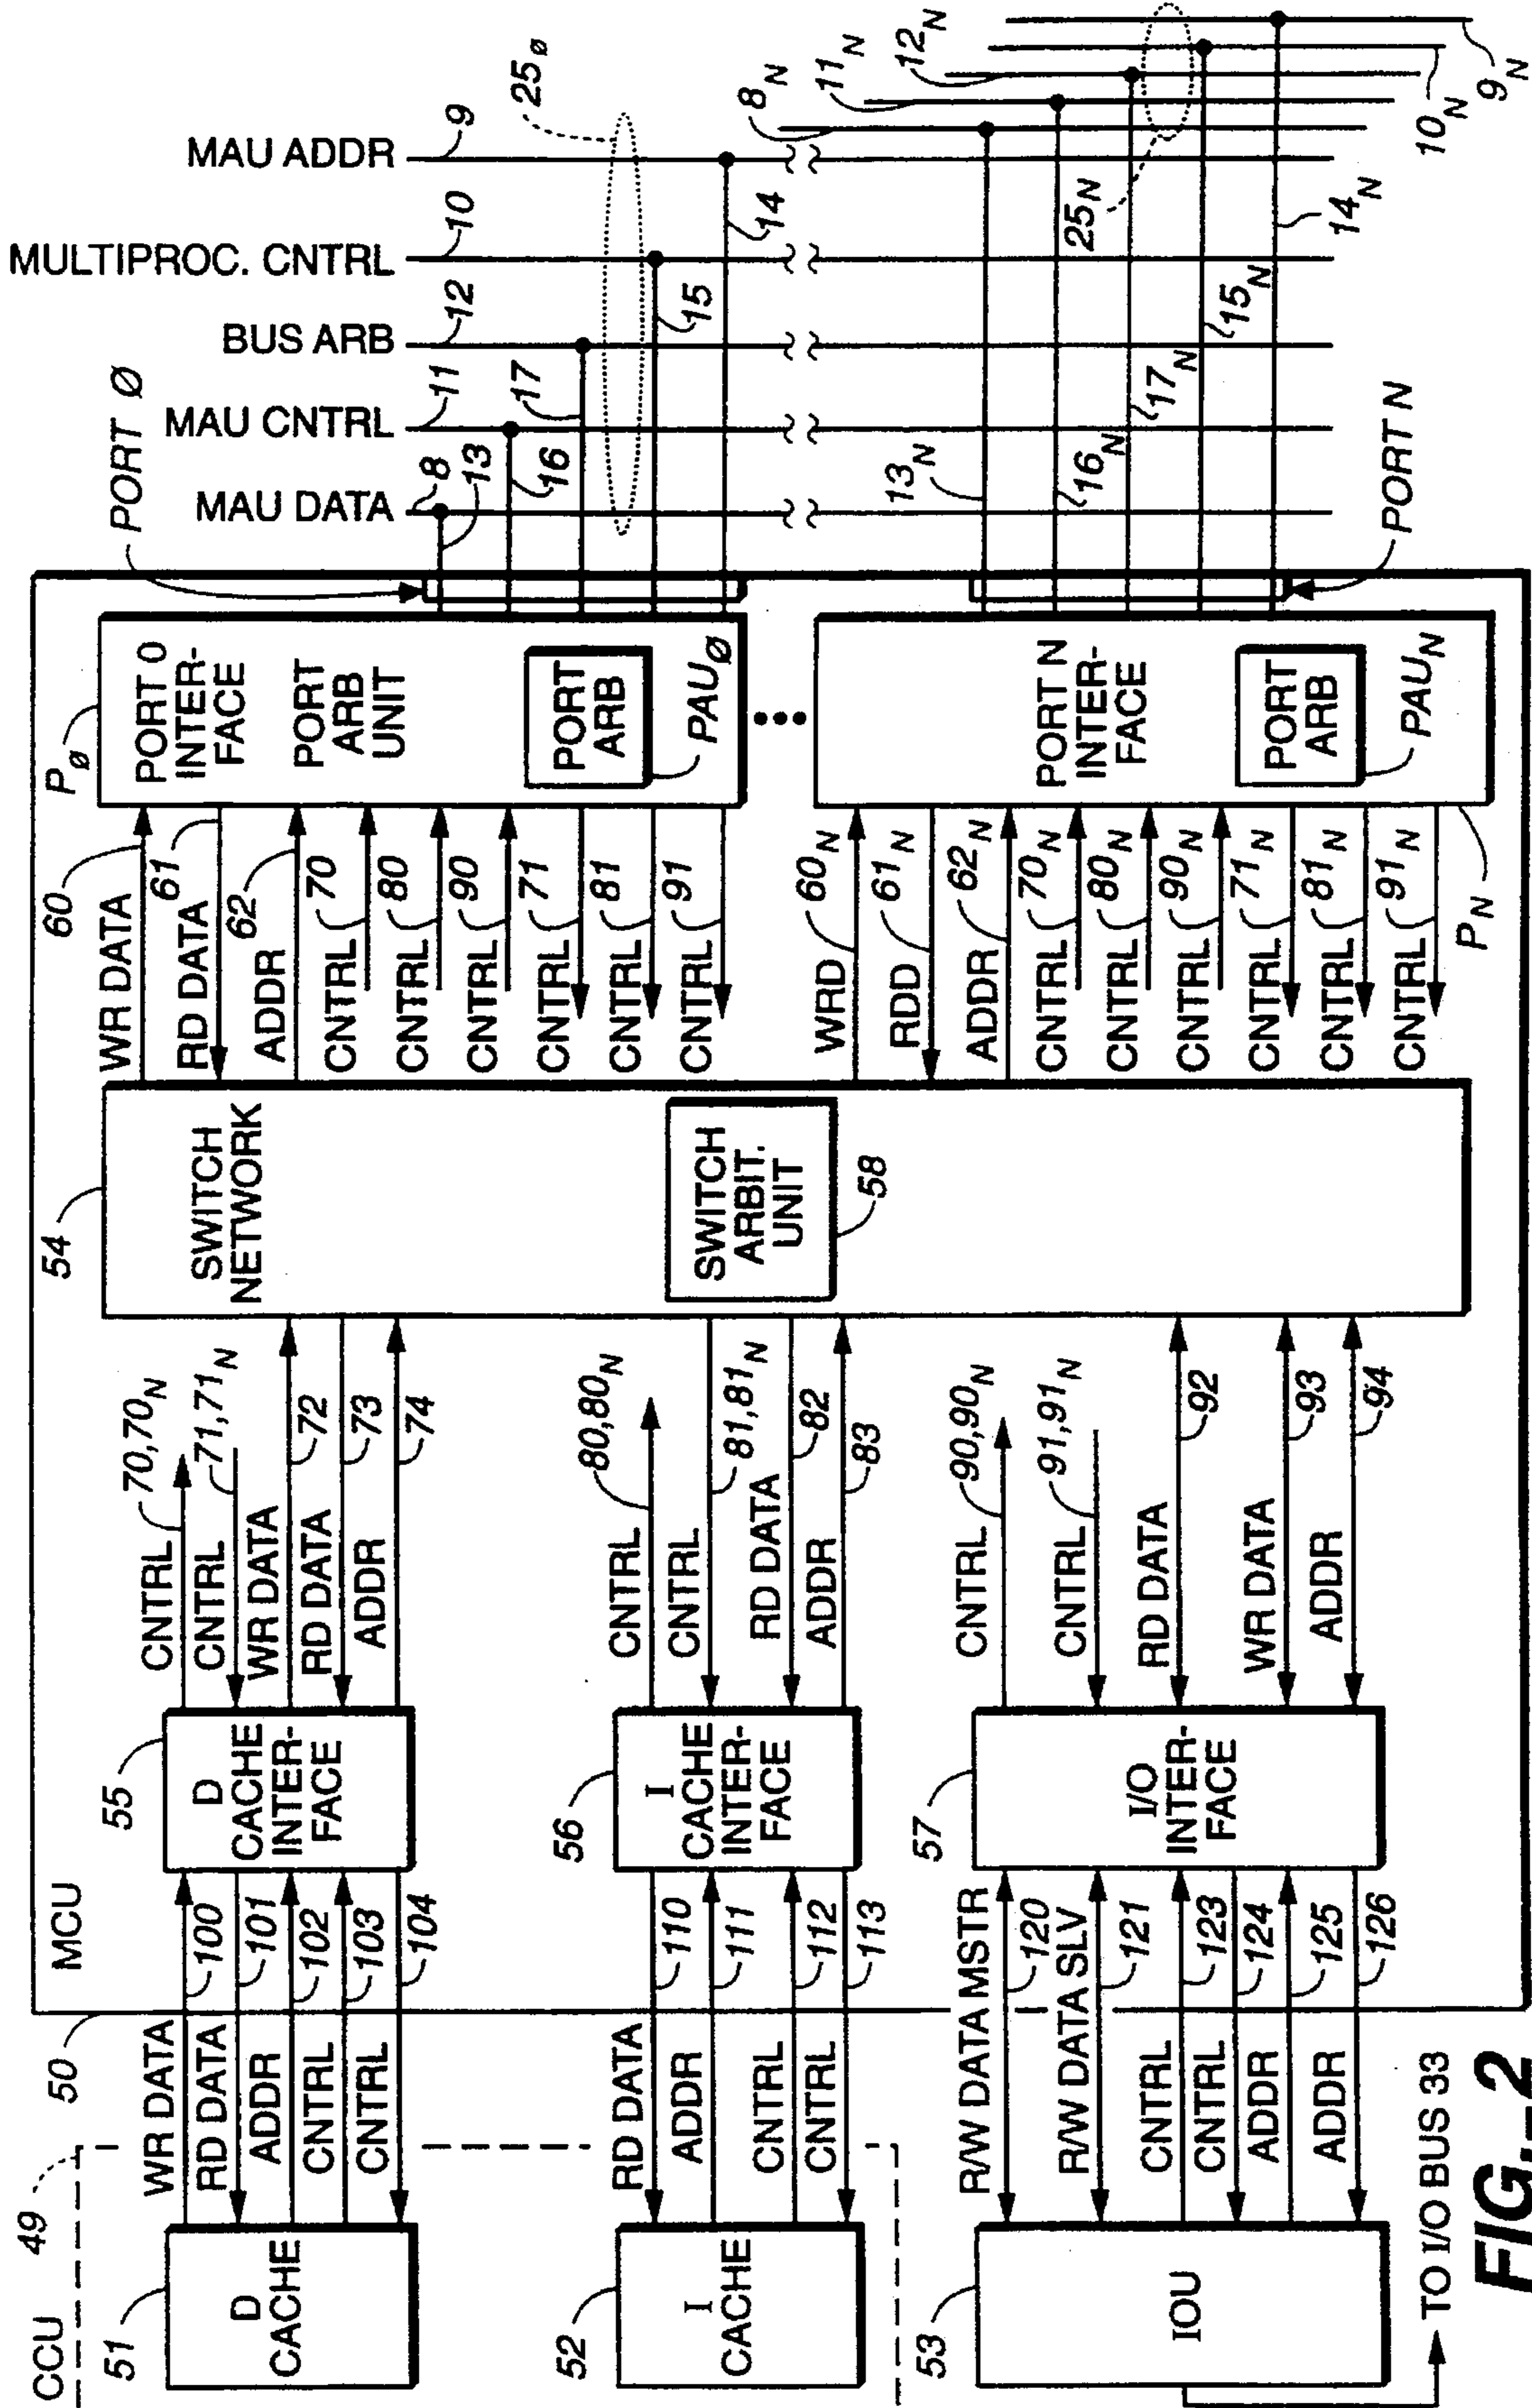 CCU
49
51
D
CACHE
52
I
CACHE
53
IOU
TO I/O BUS 33
FIG._2
50
MCU
WR DATA
100
RD DATA
101
ADDR
102
CNTRL
103
CNTRL
104
RD DATA
110
ADDR
111
CNTRL
112
CNTRL
113
R/W DATA MSTR
120
R/W DATA SLV
121
CNTRL
123
CNTRL
124
ADDR
125
ADDR
126
55
D
CACHE
INTER-
FACE
56
I
CACHE
INTER-
FACE
57
I/O
INTER-
FACE
CNTRL
70,70N
CNTRL
71,71N
WR DATA
72
RD DATA
73
ADDR
74
CNTRL
80,80N
CNTRL
81,81N
RD DATA
82
ADDR
83
CNTRL
90,90N
CNTRL
91,91N
RD DATA
92
WR DATA
93
ADDR
94
54
SWITCH
NETWORK
SWITCH
ARBIT.
UNIT
58
WR DATA
60
RD DATA
61
ADDR
62
CNTRL
70
CNTRL
80
CNTRL
90
CNTRL
71
CNTRL
81
CNTRL
91
WRD
60N
RDD
61N
ADDR
62N
CNTRL
70N
CNTRL
80N
CNTRL
90N
CNTRL
71N
CNTRL
81N
CNTRL
91N
PØ
PORT 0
INTER-
FACE
PORT
ARB
UNIT
PORT
ARB
PAUØ
PORT N
INTER-
FACE
PORT
ARB
PAUN
PN
PORT Ø
PORT N
MAU DATA
8
13
MAU CNTRL
11
16
BUS ARB
12
17
MULTIPROC. CNTRL
10
15
MAU ADDR
9
14
25Ø
13N
16N
17N
15N
14N
25N
8N
11N
12N
10N
9N